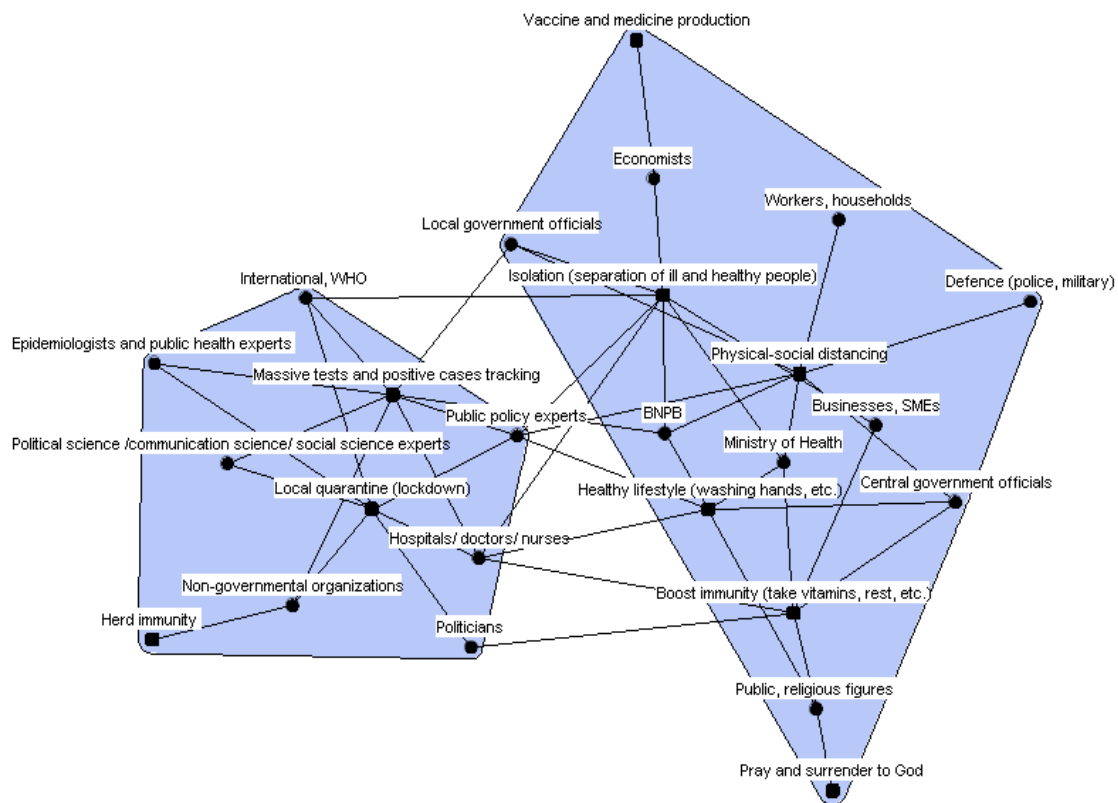 Vaccine and medicine production
Economists
Workers, households
Local government officials
International, WHO
Isolation (separation of ill and healthy people)
Defence (police, military)
Epidemiologists and public health experts
Physical-social distancing
Massive tests and positive cases tracking
Businesses, SMEs
Public policy experts
BNPB
Political science /communication science/ social science experts
Ministry of Health
Local quarantine (lockdown)
Healthy lifestyle (washing hands, etc.)
Central government officials
Hospitals/ doctors/ nurses
Non-governmental organizations
Boost immunity (take vitamins, rest, etc.)
Herd immunity
Politicians
Public, religious figures
Pray and surrender to God